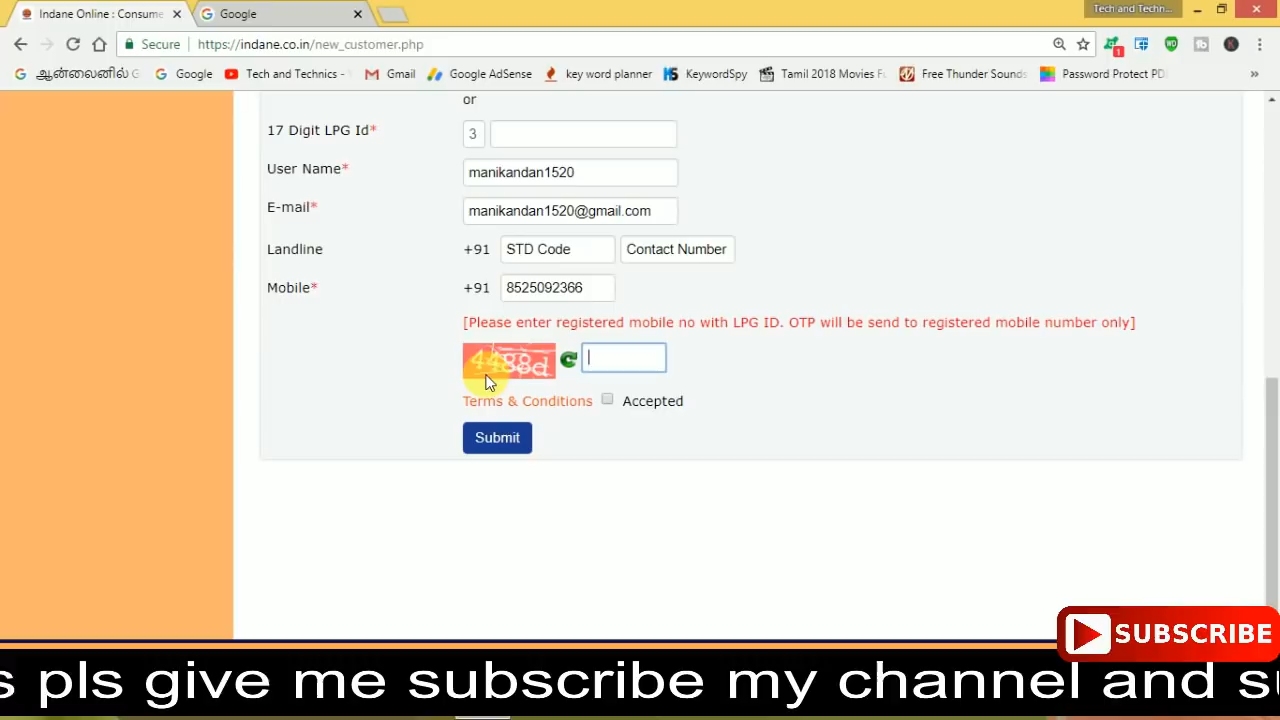 Indane Online : Consume
Google
Tech and Techn...
Secure
https://indane.co.in/new_customer.php
1
ஆன்லைனில் G
Google
Tech and Technics -
Gmail
Google AdSense
key word planner
KeywordSpy
Tamil 2018 Movies F
Free Thunder Sounds
Password Protect PD
or
17 Digit LPG Id*
3
User Name*
manikandan1520
E-mail*
manikandan1520@gmail.com
Landline
+91
STD Code
Contact Number
Mobile*
+91
8525092366
[Please enter registered mobile no with LPG ID. OTP will be send to registered mobile number only]
4488d
Terms & Conditions
Accepted
Submit
SUBSCRIBE
s pls give me subscribe my channel and su